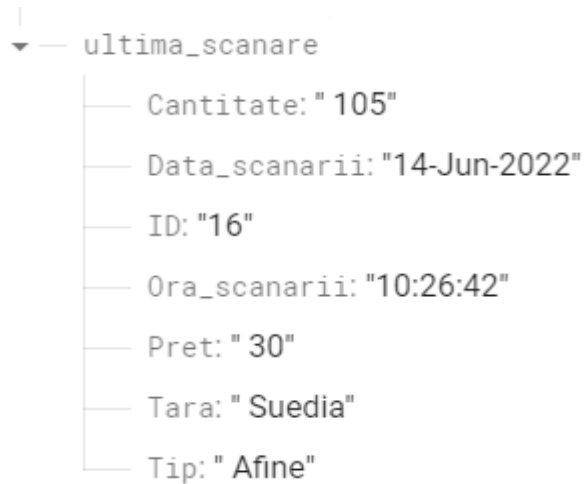 ultima_scanare
Cantitate: " 105"
Data_scanarii: "14-Jun-2022"
ID: "16"
Ora_scanarii: "10:26:42"
Pret: " 30"
Tara: " Suedia"
Tip: " Afine"